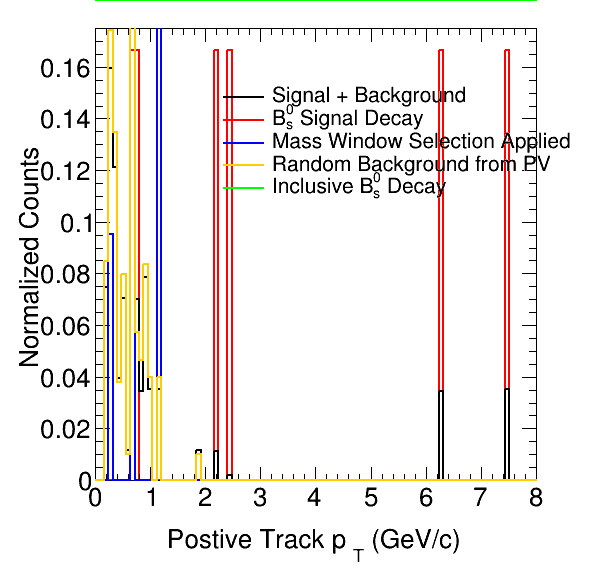 0.16
0.14
0.12
0.1
0.08
0.06
0.04
0.02
0
Normalized Counts
Signal + Background
B⁰ₛ Signal Decay
Mass Window Selection Applied
Random Background from PV
Inclusive B⁰ₛ Decay
0 1 2 3 4 5 6 7 8
Postive Track p_T (GeV/c)